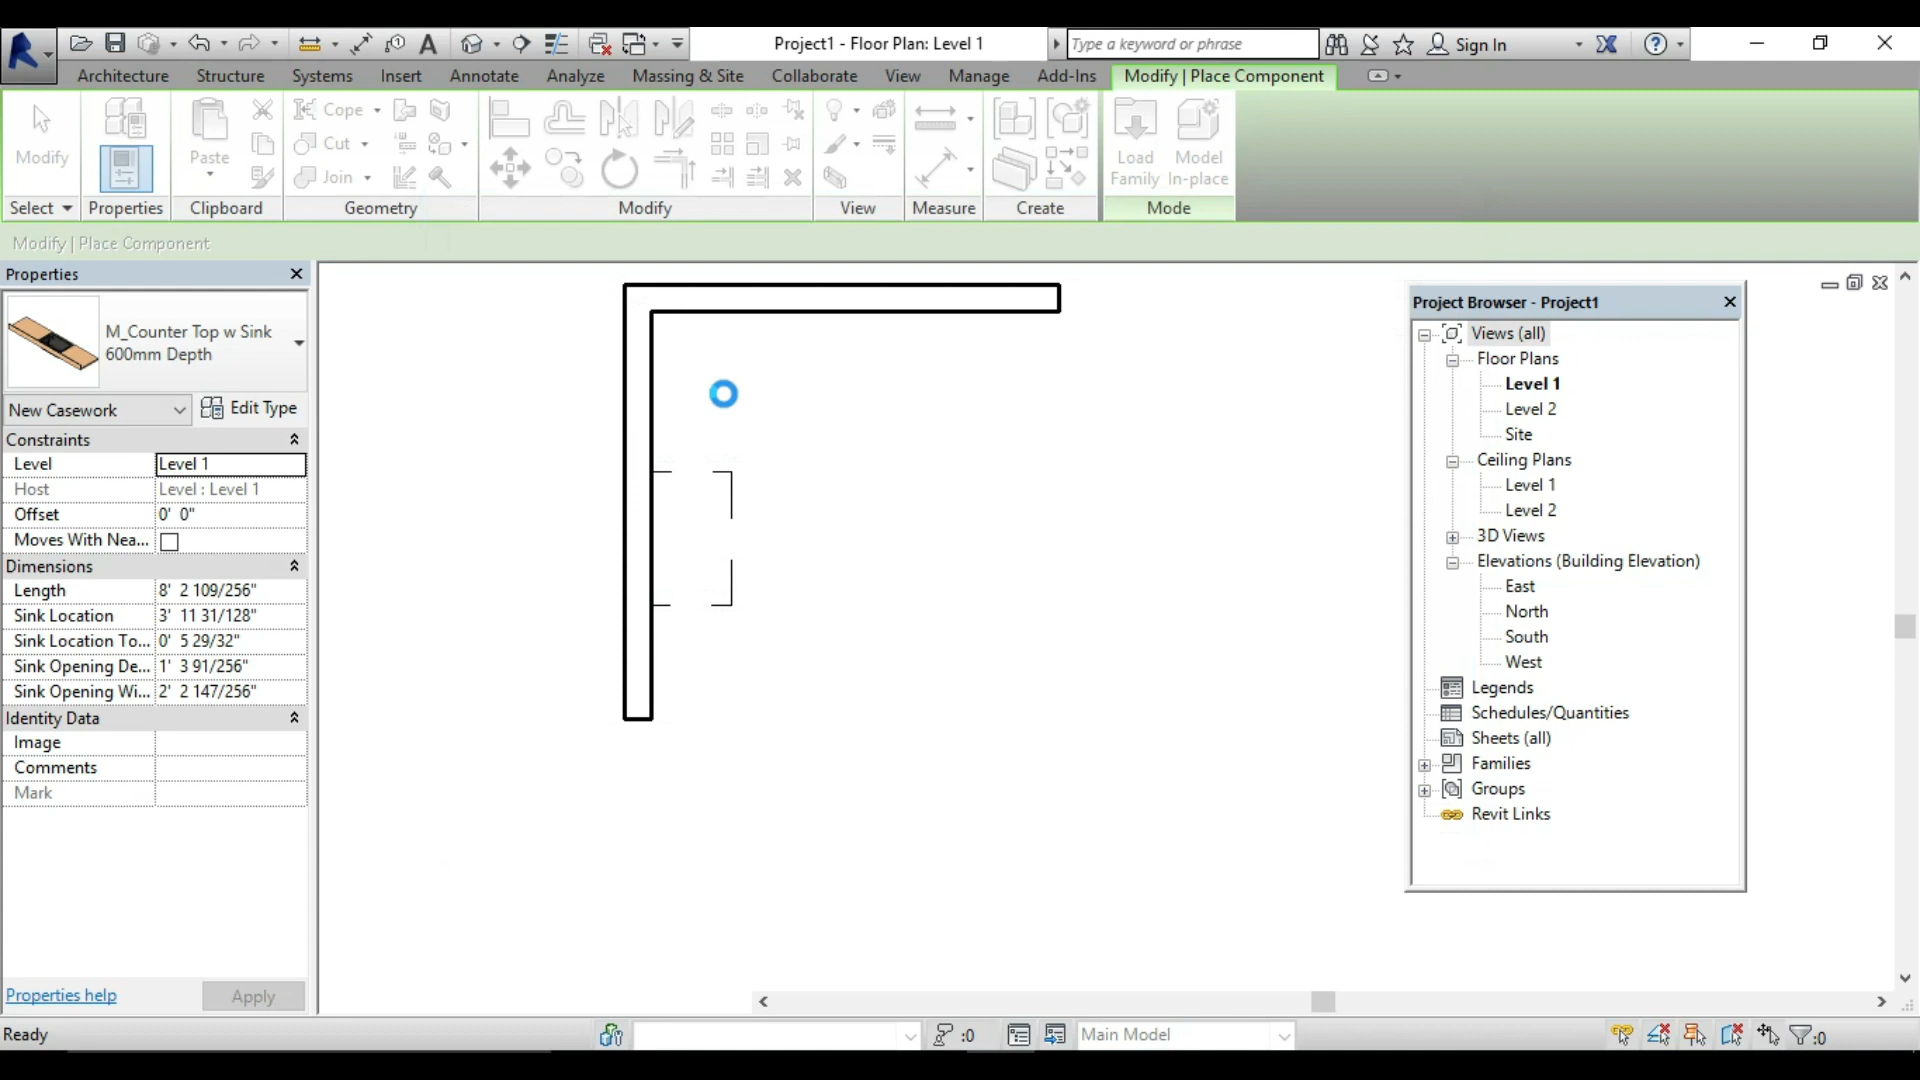 Project1 - Floor Plan: Level 1
Type a keyword or phrase
Sign In
Architecture
Structure
Systems
Insert
Annotate
Analyze
Massing & Site
Collaborate
View
Manage
Add-Ins
Modify | Place Component
Modify
Paste
Cope
Cut
Join
Load
Family
Model
In-place
Select
Properties
Clipboard
Geometry
Modify
View
Measure
Create
Mode
Modify | Place Component
Properties
M_Counter Top w Sink
600mm Depth
New Casework
Edit Type
Constraints
Level
Level 1
Host
Level : Level 1
Offset
0'  0"
Moves With Nea...
Dimensions
Length
8'  2 109/256"
Sink Location
3'  11 31/128"
Sink Location To...
0'  5 29/32"
Sink Opening De...
1'  3 91/256"
Sink Opening Wi...
2'  2 147/256"
Identity Data
Image
Comments
Mark
Properties help
Apply
Project Browser - Project1
Views (all)
Floor Plans
Level 1
Level 2
Site
Ceiling Plans
Level 1
Level 2
3D Views
Elevations (Building Elevation)
East
North
South
West
Legends
Schedules/Quantities
Sheets (all)
Families
Groups
Revit Links
Ready
:0
Main Model
:0